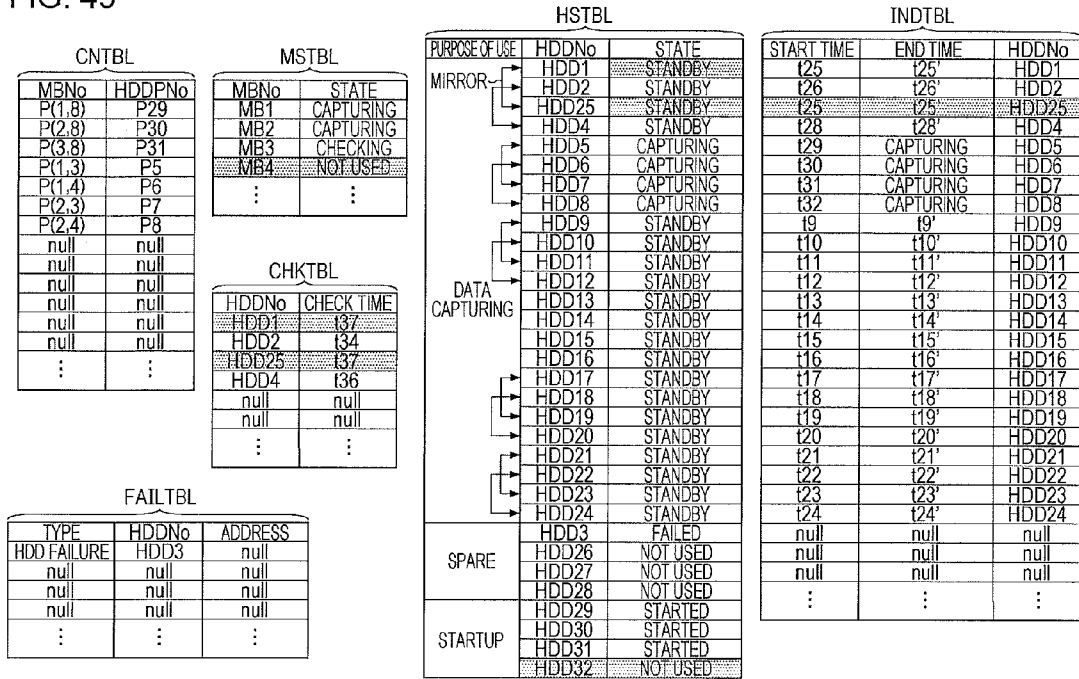 CNTBL
MBNo HDDPNo
P(1,8) P29
P(2,8) P30
P(3,8) P31
P(1,3) P5
P(1,4) P6
P(2,3) P7
P(2,4) P8
null null
null null
null null
null null
null null
null null
⋮ ⋮
MSTBL
MBNo STATE
MB1 CAPTURING
MB2 CAPTURING
MB3 CHECKING
MB4 NOT USED
⋮ ⋮
CHKTBL
HDDNo CHECK TIME
HDD1 t37
HDD2 t34
HDD25 t37
HDD4 t36
null null
null null
⋮ ⋮
FAILTBL
TYPE HDDNo ADDRESS
HDD FAILURE HDD3 null
null null null
null null null
null null null
⋮ ⋮ ⋮
HSTBL
PURPOSE OF USE HDDNo STATE
MIRROR
DATA
CAPTURING
HDD1 STANDBY
HDD2 STANDBY
HDD25 STANDBY
HDD4 STANDBY
HDD5 CAPTURING
HDD6 CAPTURING
HDD7 CAPTURING
HDD8 CAPTURING
HDD9 STANDBY
HDD10 STANDBY
HDD11 STANDBY
HDD12 STANDBY
HDD13 STANDBY
HDD14 STANDBY
HDD15 STANDBY
HDD16 STANDBY
HDD17 STANDBY
HDD18 STANDBY
HDD19 STANDBY
HDD20 STANDBY
HDD21 STANDBY
HDD22 STANDBY
HDD23 STANDBY
HDD24 STANDBY
SPARE
HDD3 FAILED
HDD26 NOT USED
HDD27 NOT USED
HDD28 NOT USED
STARTUP
HDD29 STARTED
HDD30 STARTED
HDD31 STARTED
HDD32 NOT USED
INDTBL
START TIME END TIME HDDNo
t25 t25' HDD1
t26 t26' HDD2
t25 t25' HDD25
t28 t28' HDD4
t29 CAPTURING HDD5
t30 CAPTURING HDD6
t31 CAPTURING HDD7
t32 CAPTURING HDD8
t9 t9' HDD9
t10 t10' HDD10
t11 t11' HDD11
t12 t12' HDD12
t13 t13' HDD13
t14 t14' HDD14
t15 t15' HDD15
t16 t16' HDD16
t17 t17' HDD17
t18 t18' HDD18
t19 t19' HDD19
t20 t20' HDD20
t21 t21' HDD21
t22 t22' HDD22
t23 t23' HDD23
t24 t24' HDD24
null null null
null null null
null null null
⋮ ⋮ ⋮